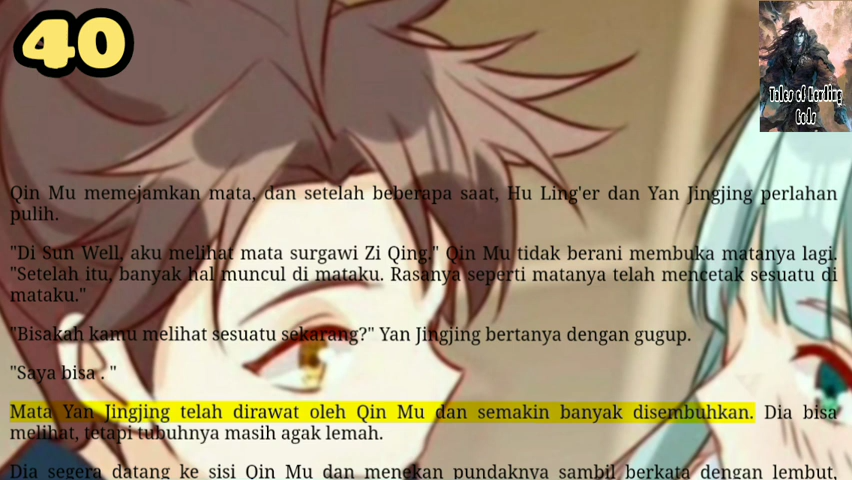 40
Tales of Herding
Gods
Qin Mu memejamkan mata, dan setelah beberapa saat, Hu Ling'er dan Yan Jingjing perlahan
pulih.
"Di Sun Well, aku melihat mata surgawi Zi Qing," Qin Mu tidak berani membuka matanya lagi.
"Setelah itu, banyak hal muncul di mataku. Rasanya seperti matanya telah mencetak sesuatu di
mataku."
"Bisakah kamu melihat sesuatu sekarang?" Yan Jingjing bertanya dengan gugup.
"Saya bisa . "
Mata Yan Jingjing telah dirawat oleh Qin Mu dan semakin banyak disembuhkan. Dia bisa
melihat, tetapi tubuhnya masih agak lemah.
Dia segera datang ke sisi Qin Mu dan menekan pundaknya sambil berkata dengan lembut,